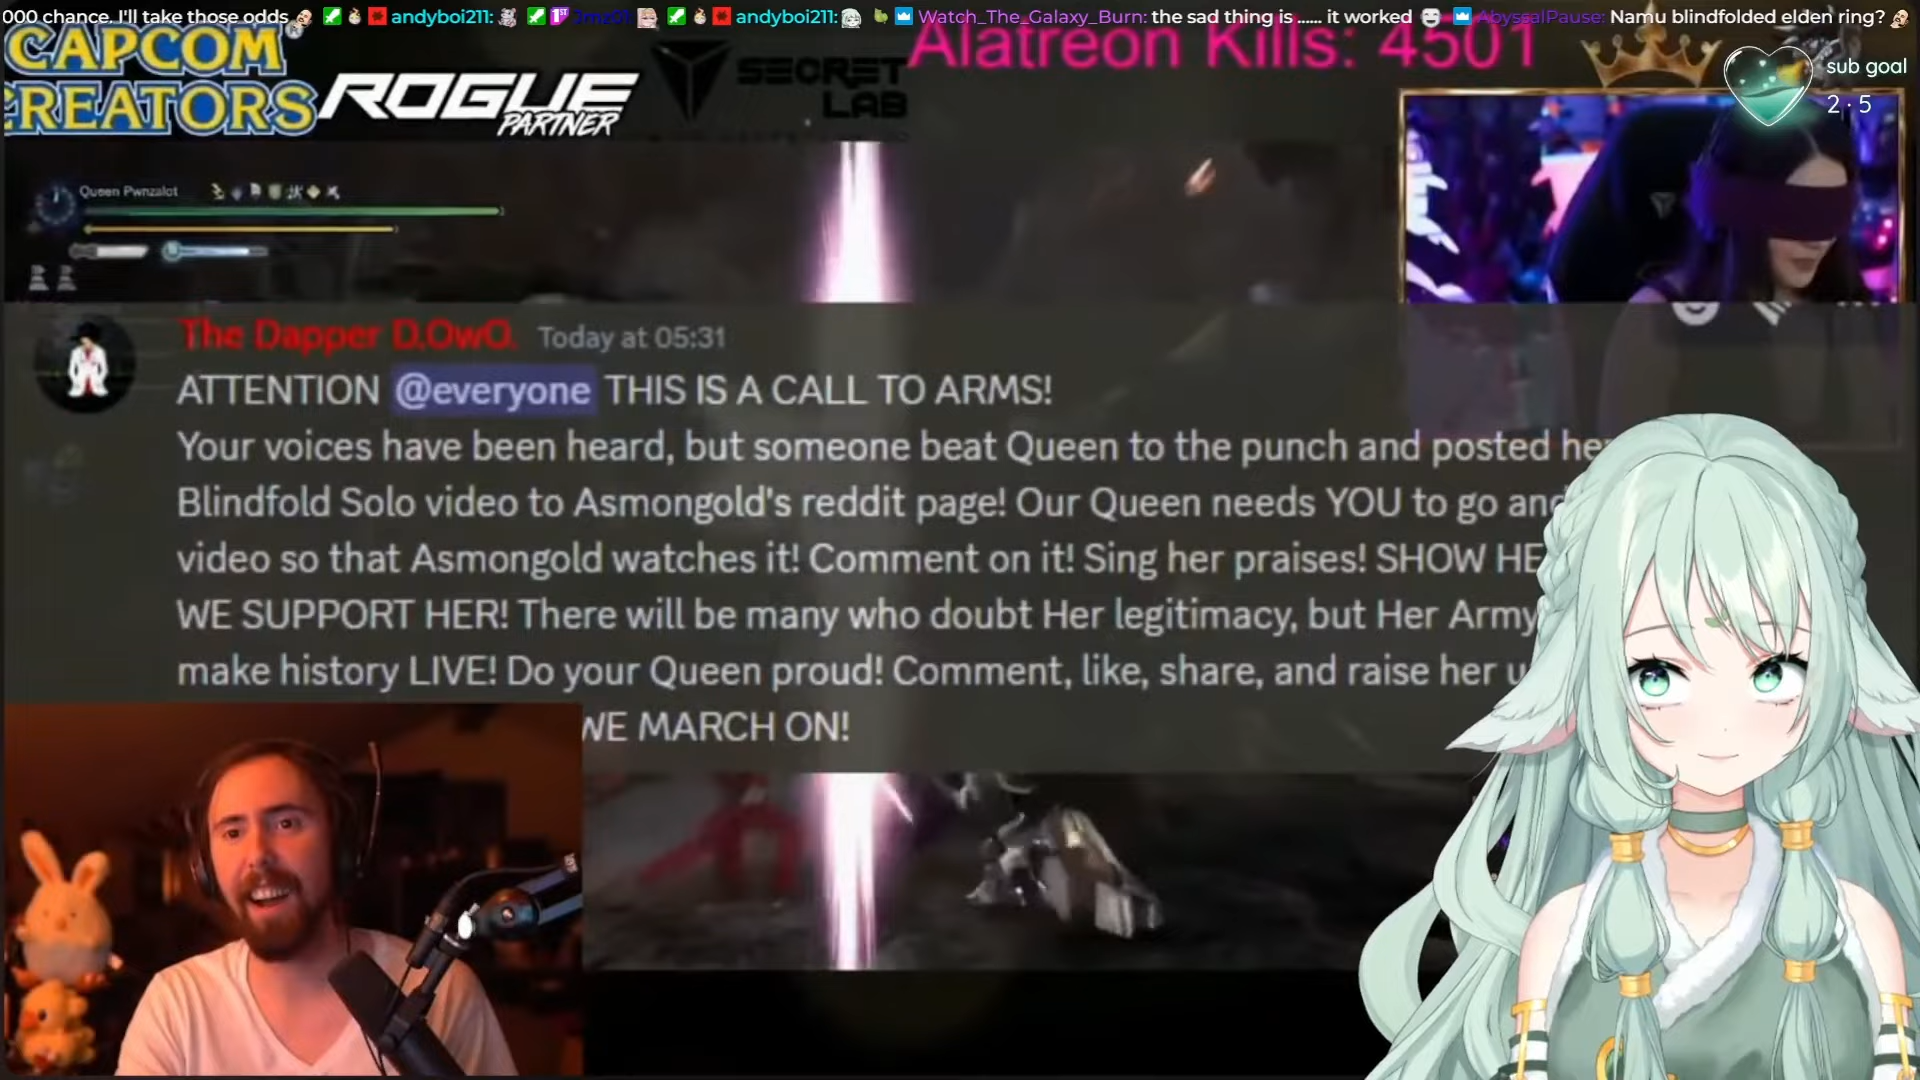 000 chance. I'll take those odds andyboi211: Jmz01: andyboi211: Watch_The_Galaxy_Burn: the sad thing is ...... it worked AbyssalPause: Namu blindfolded elden ring?
CAPCOM
CREATORS
ROGUE
PARTNER
SECRET
LAB
Alatreon Kills: 4501
sub goal
2 · 5
Queen Pwnzalot
The Dapper D.OwO. Today at 05:31
ATTENTION @everyone THIS IS A CALL TO ARMS!
Your voices have been heard, but someone beat Queen to the punch and posted her
Blindfold Solo video to Asmongold's reddit page! Our Queen needs YOU to go and
video so that Asmongold watches it! Comment on it! Sing her praises! SHOW HE
WE SUPPORT HER! There will be many who doubt Her legitimacy, but Her Army
make history LIVE! Do your Queen proud! Comment, like, share, and raise her u
WE MARCH ON!